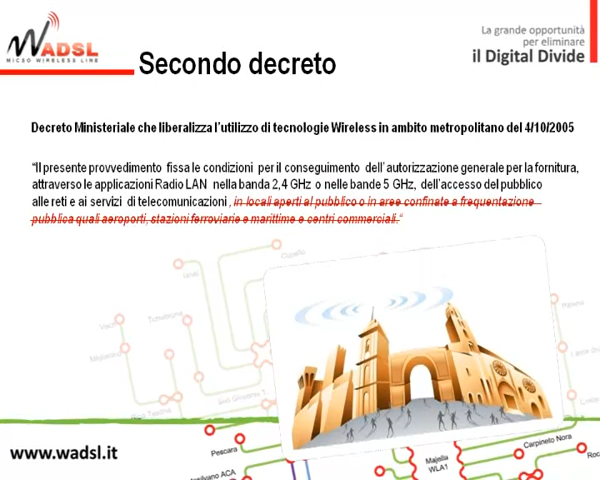 WADSL
MICRO WIRELESS LINE
La grande opportunità
per eliminare
il Digital Divide
Secondo decreto
Decreto Ministeriale che liberalizza l'utilizzo di tecnologie Wireless in ambito metropolitano del 4/10/2005
"Il presente provvedimento fissa le condizioni per il conseguimento dell'autorizzazione generale per la fornitura,
attraverso le applicazioni Radio LAN nella banda 2,4 GHz o nelle bande 5 GHz, dell'accesso del pubblico
alle reti e ai servizi di telecomunicazioni , in locali aperti al pubblico o in aree confinate a frequentazione
pubblica quali aeroporti, stazioni ferroviarie e marittime e centri commerciali."
Cupello
Pescara
Majella
WLA1
Carpineto Nora
www.wadsl.it